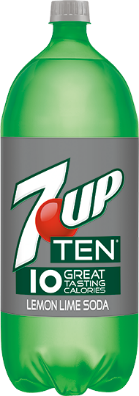 7UP
TEN®
10 GREAT
TASTING
CALORIES
LEMON LIME SODA